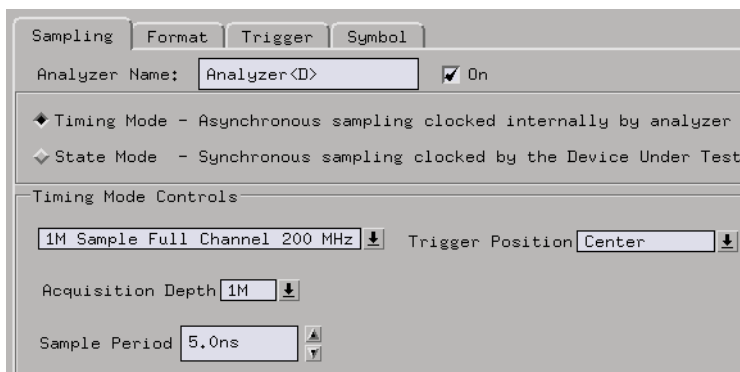 Sampling Format Trigger Symbol
Analyzer Name: Analyzer<D> On
Timing Mode - Asynchronous sampling clocked internally by analyzer
State Mode - Synchronous sampling clocked by the Device Under Test
Timing Mode Controls
1M Sample Full Channel 200 MHz Trigger Position Center
Acquisition Depth 1M
Sample Period 5.0ns